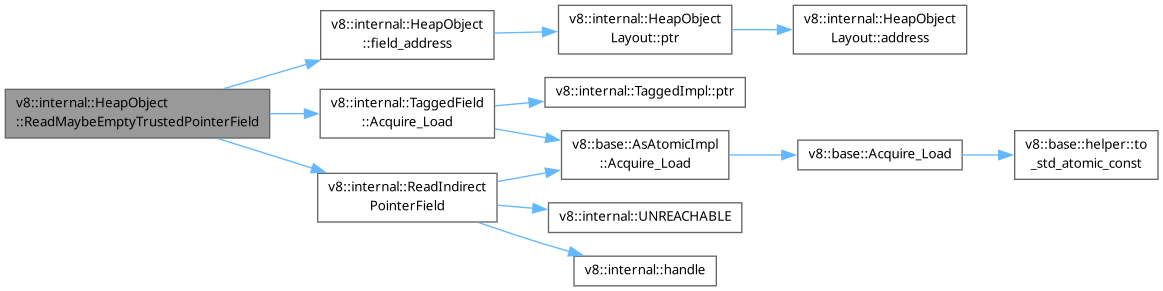 v8::internal::HeapObject
::ReadMaybeEmptyTrustedPointerField
v8::internal::HeapObject
::field_address
v8::internal::HeapObject
Layout::ptr
v8::internal::HeapObject
Layout::address
v8::internal::TaggedField
::Acquire_Load
v8::internal::TaggedImpl::ptr
v8::base::AsAtomicImpl
::Acquire_Load
v8::base::Acquire_Load
v8::base::helper::to
_std_atomic_const
v8::internal::ReadIndirect
PointerField
v8::internal::UNREACHABLE
v8::internal::handle